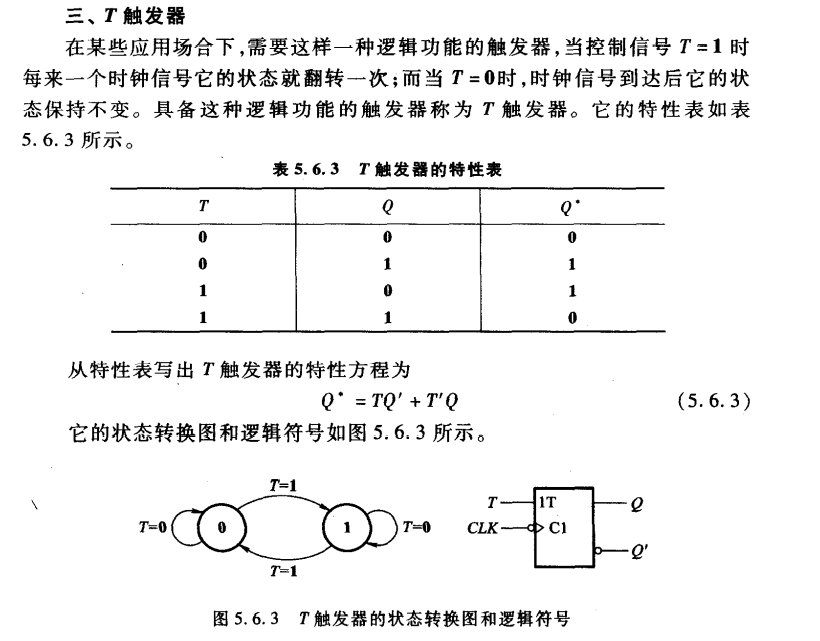 三、T 触发器
在某些应用场合下,需要这样一种逻辑功能的触发器,当控制信号 T = 1 时
每来一个时钟信号它的状态就翻转一次;而当 T = 0时,时钟信号到达后它的状
态保持不变。具备这种逻辑功能的触发器称为 T 触发器。它的特性表如表
5.6.3 所示。
表 5.6.3 T 触发器的特性表
T Q Q*
0 0 0
0 1 1
1 0 1
1 1 0
从特性表写出 T 触发器的特性方程为
Q* = TQ′ + T′Q (5.6.3)
它的状态转换图和逻辑符号如图 5.6.3 所示。
T=1
T=0 0 1 T=0
T=1
T 1T Q
CLK C1
Q′
图 5.6.3 T 触发器的状态转换图和逻辑符号